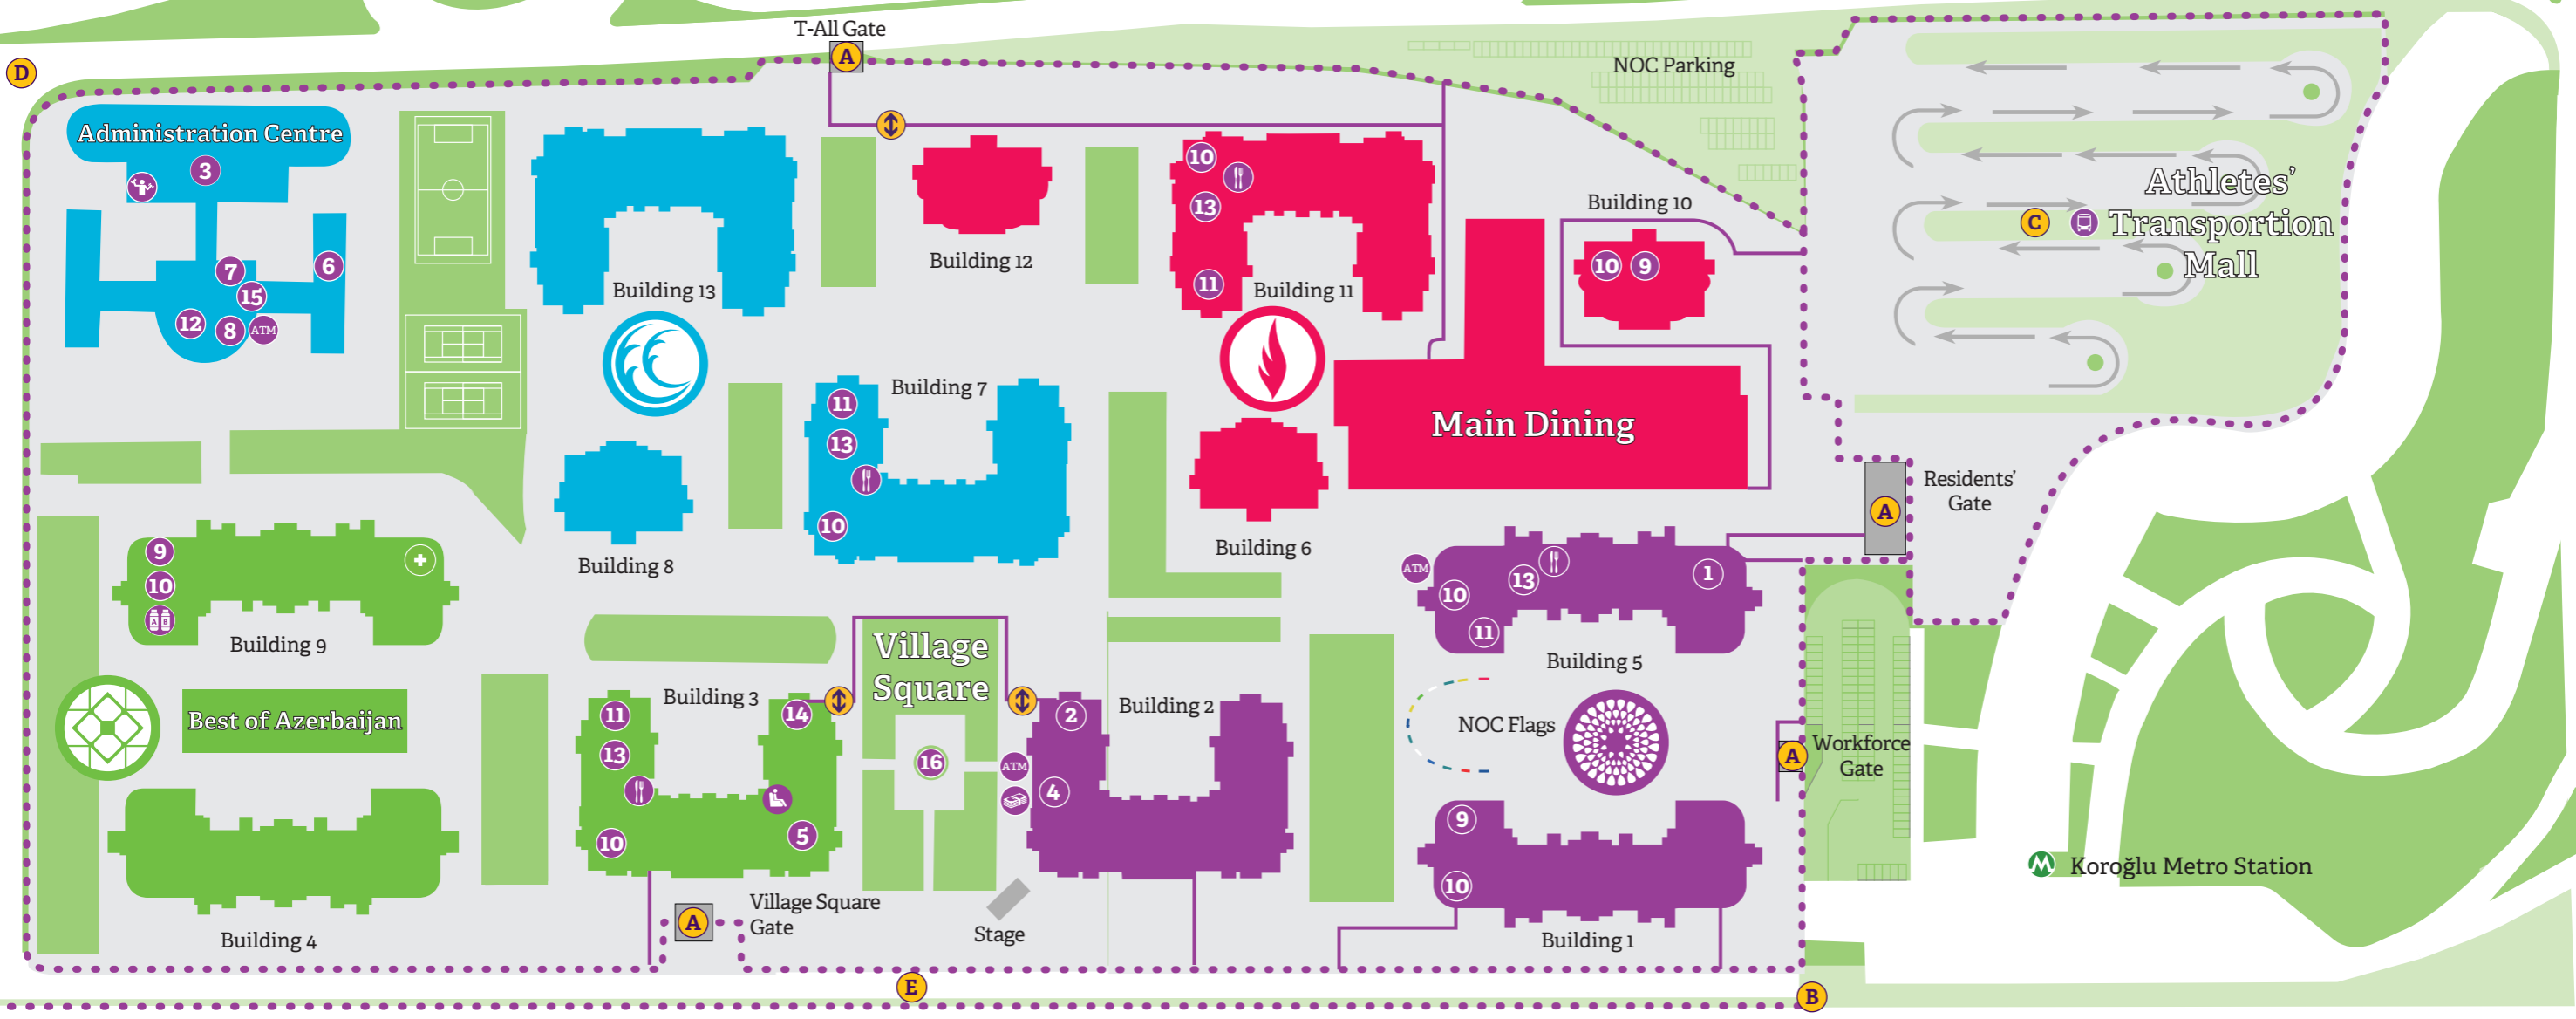 T-All Gate
A
D
NOC Parking
Administration Centre
3
10
13
11
Building 10
Athletes’
Transportion
Mall
C
7
6
15
12
8
ATM
Building 12
10
9
Building 13
Building 11
Building 7
11
13
10
Main Dining
Residents’
Gate
A
Building 6
Building 8
9
10
A B
Building 9
ATM
10
13
1
11
Building 5
Village
Square
Building 3
Building 2
11
14
2
13
16
ATM
4
5
10
Best of Azerbaijan
NOC Flags
A
Workforce
Gate
9
10
Koroğlu Metro Station
M
Village Square
Gate
A
Stage
Building 4
Building 1
E
B